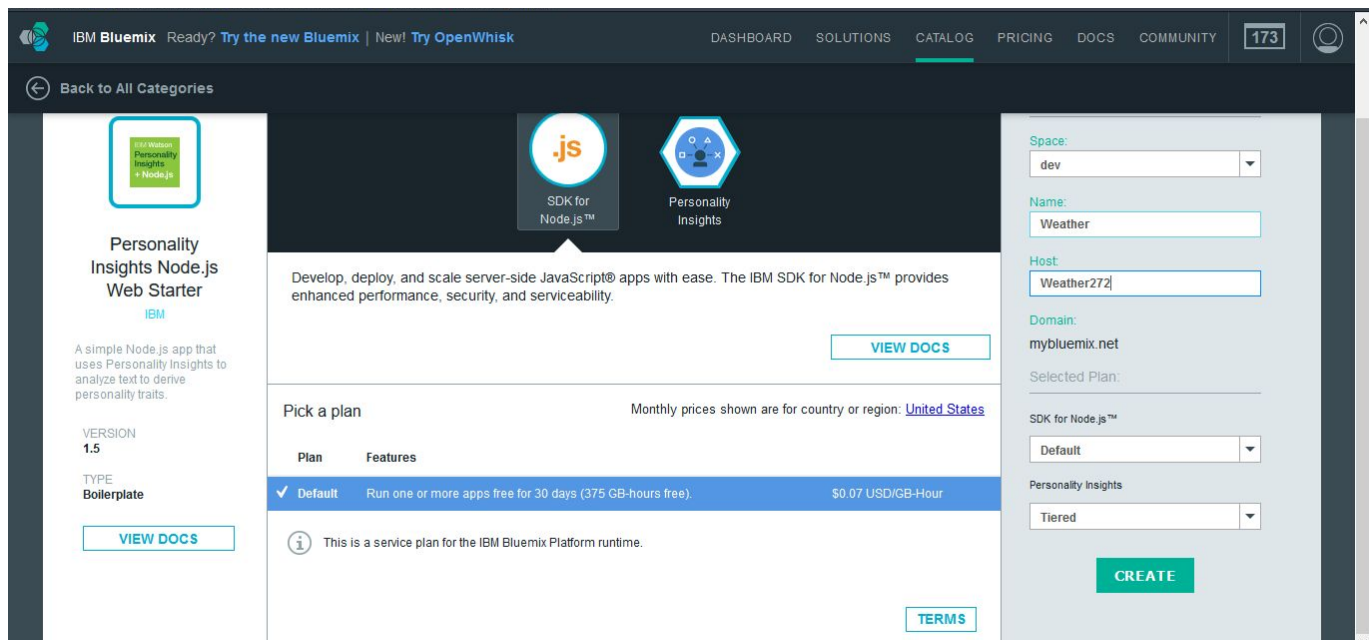 IBM Bluemix Ready? Try the new Bluemix | New! Try OpenWhisk DASHBOARD SOLUTIONS CATALOG PRICING DOCS COMMUNITY 173
Back to All Categories
IBM Watson
Personality
Insights
+ Node.js
Personality
Insights Node.js
Web Starter
IBM
A simple Node.js app that
uses Personality Insights to
analyze text to derive
personality traits.
VERSION
1.5
TYPE
Boilerplate
VIEW DOCS
.js
SDK for
Node.js™
Personality
Insights
Develop, deploy, and scale server-side JavaScript® apps with ease. The IBM SDK for Node.js™ provides
enhanced performance, security, and serviceability.
VIEW DOCS
Pick a plan Monthly prices shown are for country or region: United States
Plan Features
Default Run one or more apps free for 30 days (375 GB-hours free). $0.07 USD/GB-Hour
This is a service plan for the IBM Bluemix Platform runtime.
TERMS
Space:
dev
Name:
Weather
Host:
Weather272
Domain:
mybluemix.net
Selected Plan:
SDK for Node.js™
Default
Personality Insights
Tiered
CREATE